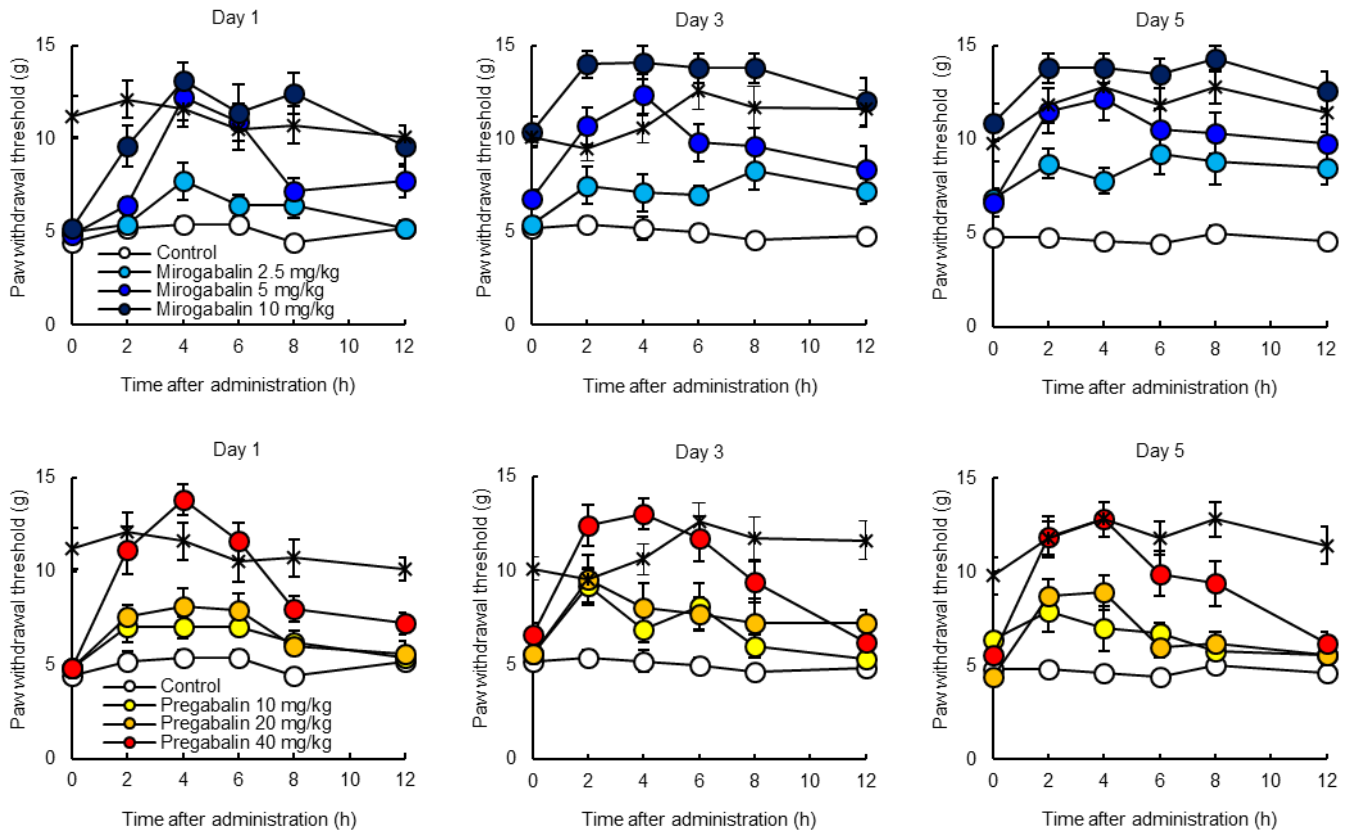 Day 1
Day 3
Day 5
Paw withdrawal threshold (g)
15
10
5
0
Control
Mirogabalin 2.5 mg/kg
Mirogabalin 5 mg/kg
Mirogabalin 10 mg/kg
0 2 4 6 8 10 12
Time after administration (h)
Paw withdrawal threshold (g)
15
10
5
0
0 2 4 6 8 10 12
Time after administration (h)
Paw withdrawal threshold (g)
15
10
5
0
0 2 4 6 8 10 12
Time after administration (h)
Day 1
Day 3
Day 5
Paw withdrawal threshold (g)
15
10
5
0
Control
Pregabalin 10 mg/kg
Pregabalin 20 mg/kg
Pregabalin 40 mg/kg
0 2 4 6 8 10 12
Time after administration (h)
Paw withdrawal threshold (g)
15
10
5
0
0 2 4 6 8 10 12
Time after administration (h)
Paw withdrawal threshold (g)
15
10
5
0
0 2 4 6 8 10 12
Time after administration (h)